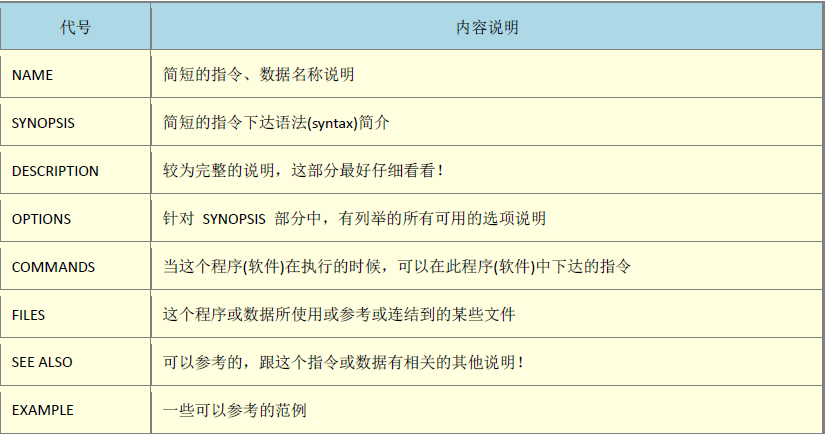 代号 内容说明
NAME 简短的指令、数据名称说明
SYNOPSIS 简短的指令下达语法(syntax)简介
DESCRIPTION 较为完整的说明，这部分最好仔细看看！
OPTIONS 针对 SYNOPSIS 部分中，有列举的所有可用的选项说明
COMMANDS 当这个程序(软件)在执行的时候，可以在此程序(软件)中下达的指令
FILES 这个程序或数据所使用或参考或连结到的某些文件
SEE ALSO 可以参考的，跟这个指令或数据有相关的其他说明！
EXAMPLE 一些可以参考的范例